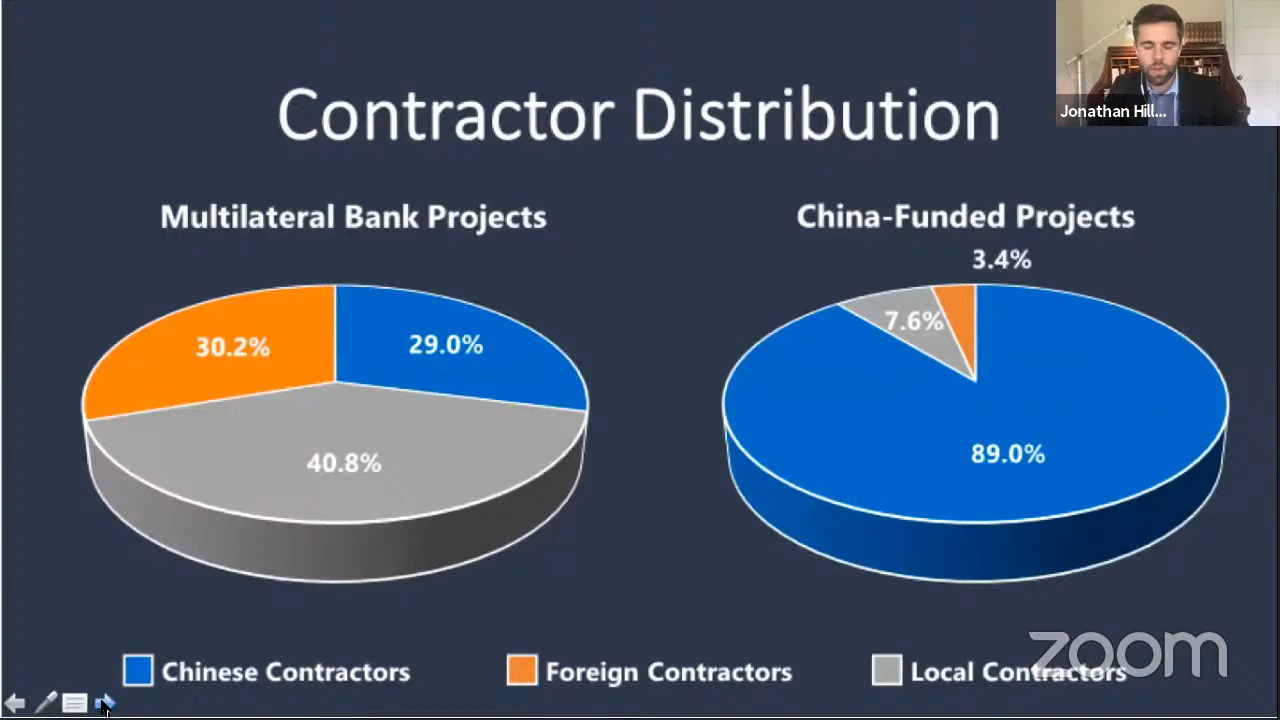 Contractor Distribution
Jonathan Hill...
Multilateral Bank Projects
China-Funded Projects
3.4%
30.2%
29.0%
7.6%
40.8%
89.0%
Chinese Contractors
Foreign Contractors
Local Contractors
zoom